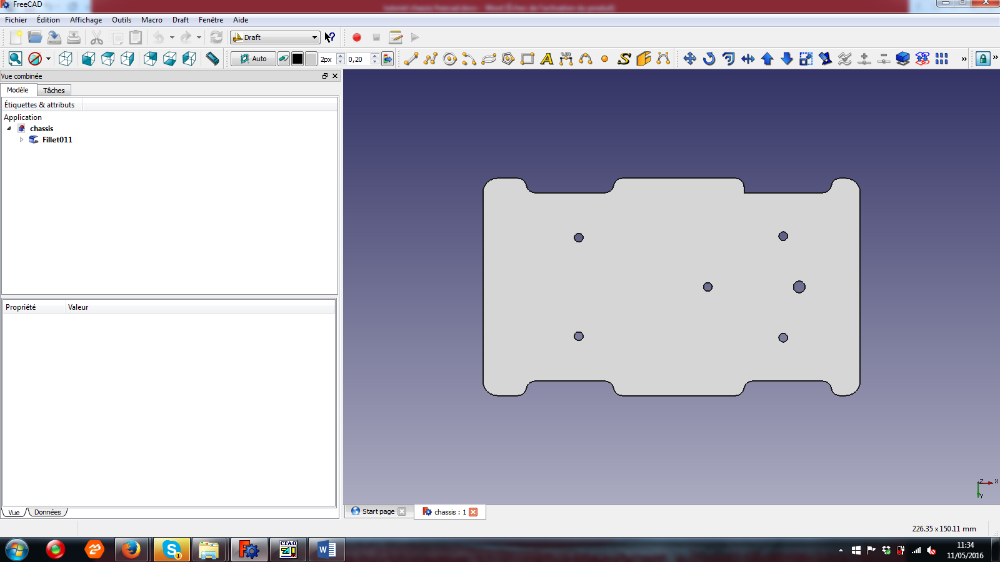 FreeCAD
Fichier Édition Affichage Outils Macro Draft Fenêtre Aide
Draft
Auto 2px 0,20
Vue combinée
Modèle Tâches
Étiquettes & attributs
Application
chassis
Fillet011
Propriété Valeur
Vue Données
Z X
Y
Start page chassis : 1
226.35 x 150.11 mm
CFAO
11:34
11/05/2016